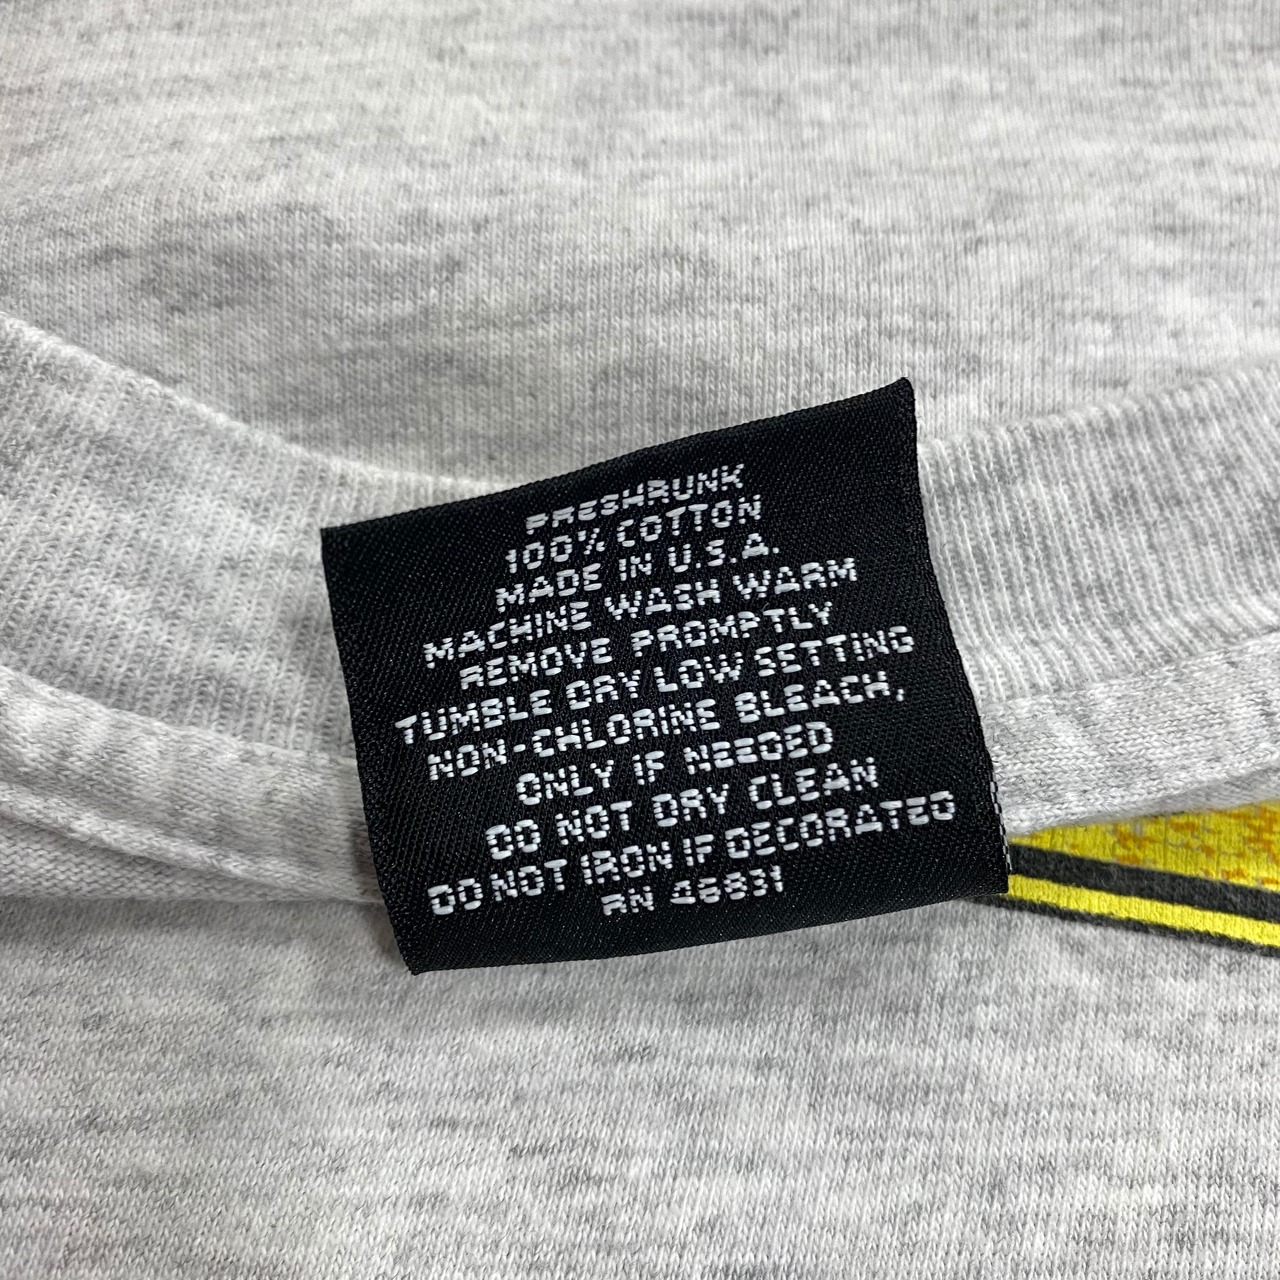 PRESHRUNK
100% COTTON
MADE IN U.S.A.
MACHINE WASH WARM
REMOVE PROMPTLY
TUMBLE DRY LOW SETTING
NON-CHLORINE BLEACH,
ONLY IF NEEDED
DO NOT DRY CLEAN
DO NOT IRON IF DECORATED
RN 46831